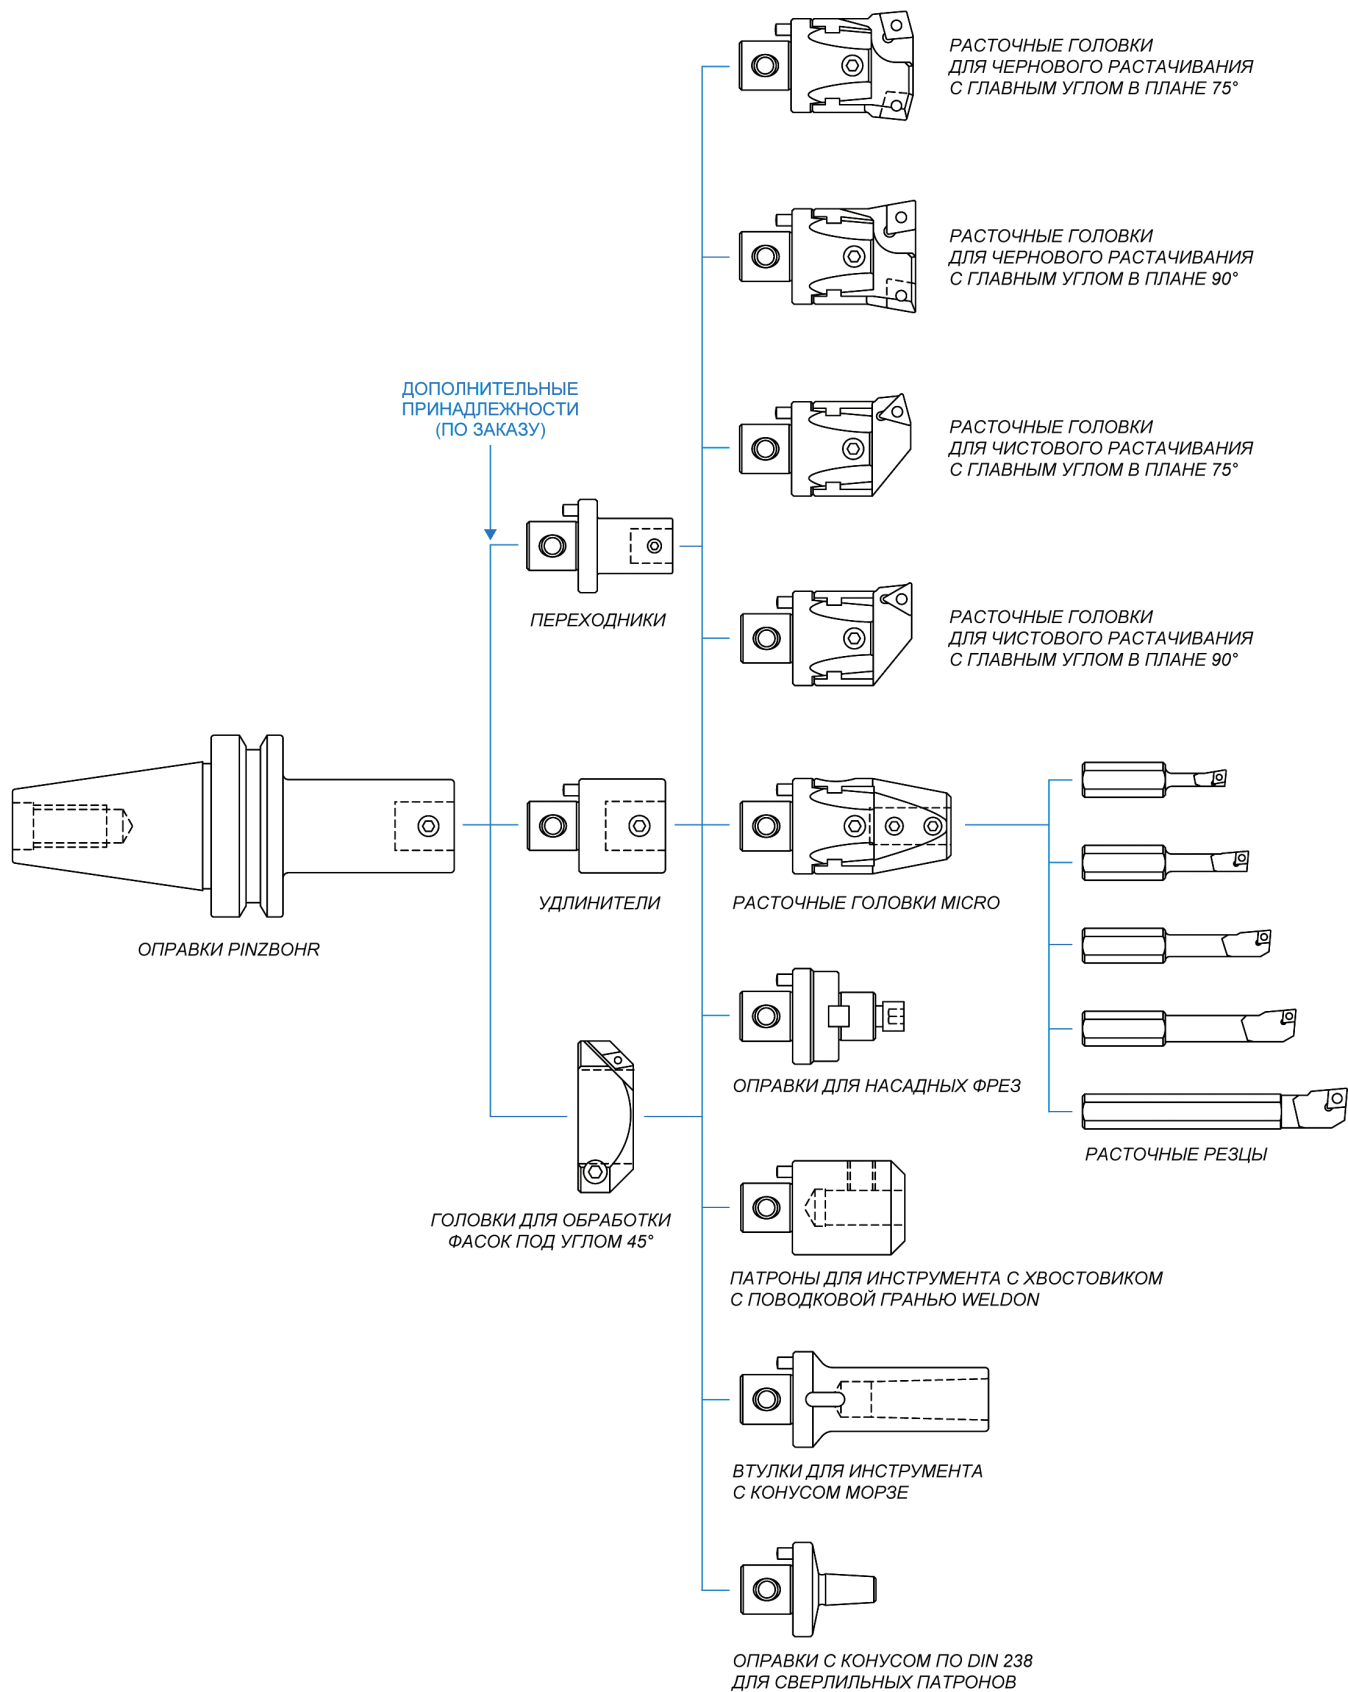 РАСТОЧНЫЕ ГОЛОВКИ
ДЛЯ ЧЕРНОВОГО РАСТАЧИВАНИЯ
С ГЛАВНЫМ УГЛОМ В ПЛАНЕ 75°
РАСТОЧНЫЕ ГОЛОВКИ
ДЛЯ ЧЕРНОВОГО РАСТАЧИВАНИЯ
С ГЛАВНЫМ УГЛОМ В ПЛАНЕ 90°
ДОПОЛНИТЕЛЬНЫЕ
ПРИНАДЛЕЖНОСТИ
(ПО ЗАКАЗУ)
РАСТОЧНЫЕ ГОЛОВКИ
ДЛЯ ЧИСТОВОГО РАСТАЧИВАНИЯ
С ГЛАВНЫМ УГЛОМ В ПЛАНЕ 75°
ПЕРЕХОДНИКИ
РАСТОЧНЫЕ ГОЛОВКИ
ДЛЯ ЧИСТОВОГО РАСТАЧИВАНИЯ
С ГЛАВНЫМ УГЛОМ В ПЛАНЕ 90°
ОПРАВКИ PINZBOHR
УДЛИНИТЕЛИ
РАСТОЧНЫЕ ГОЛОВКИ MICRO
ОПРАВКИ ДЛЯ НАСАДНЫХ ФРЕЗ
РАСТОЧНЫЕ РЕЗЦЫ
ГОЛОВКИ ДЛЯ ОБРАБОТКИ
ФАСОК ПОД УГЛОМ 45°
ПАТРОНЫ ДЛЯ ИНСТРУМЕНТА С ХВОСТОВИКОМ
С ПОВОДКОВОЙ ГРАНЬЮ WELDON
ВТУЛКИ ДЛЯ ИНСТРУМЕНТА
С КОНУСОМ МОРЗЕ
ОПРАВКИ С КОНУСОМ ПО DIN 238
ДЛЯ СВЕРЛИЛЬНЫХ ПАТРОНОВ